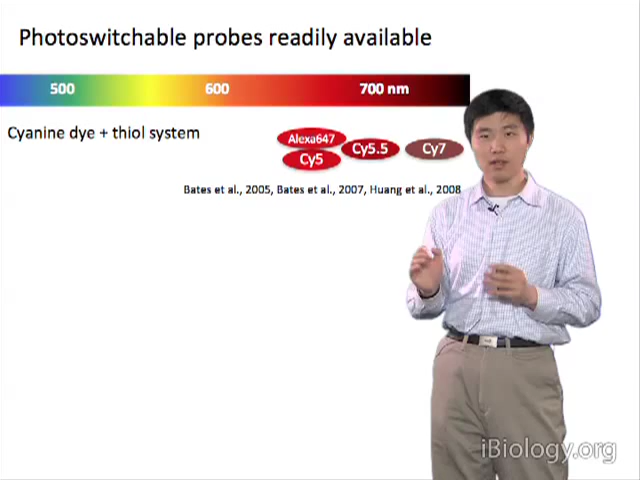 Photoswitchable probes readily available
500 600 700 nm
Cyanine dye + thiol system
Alexa647
Cy5 Cy5.5 Cy7
Bates et al., 2005, Bates et al., 2007, Huang et al., 2008
iBiology.org